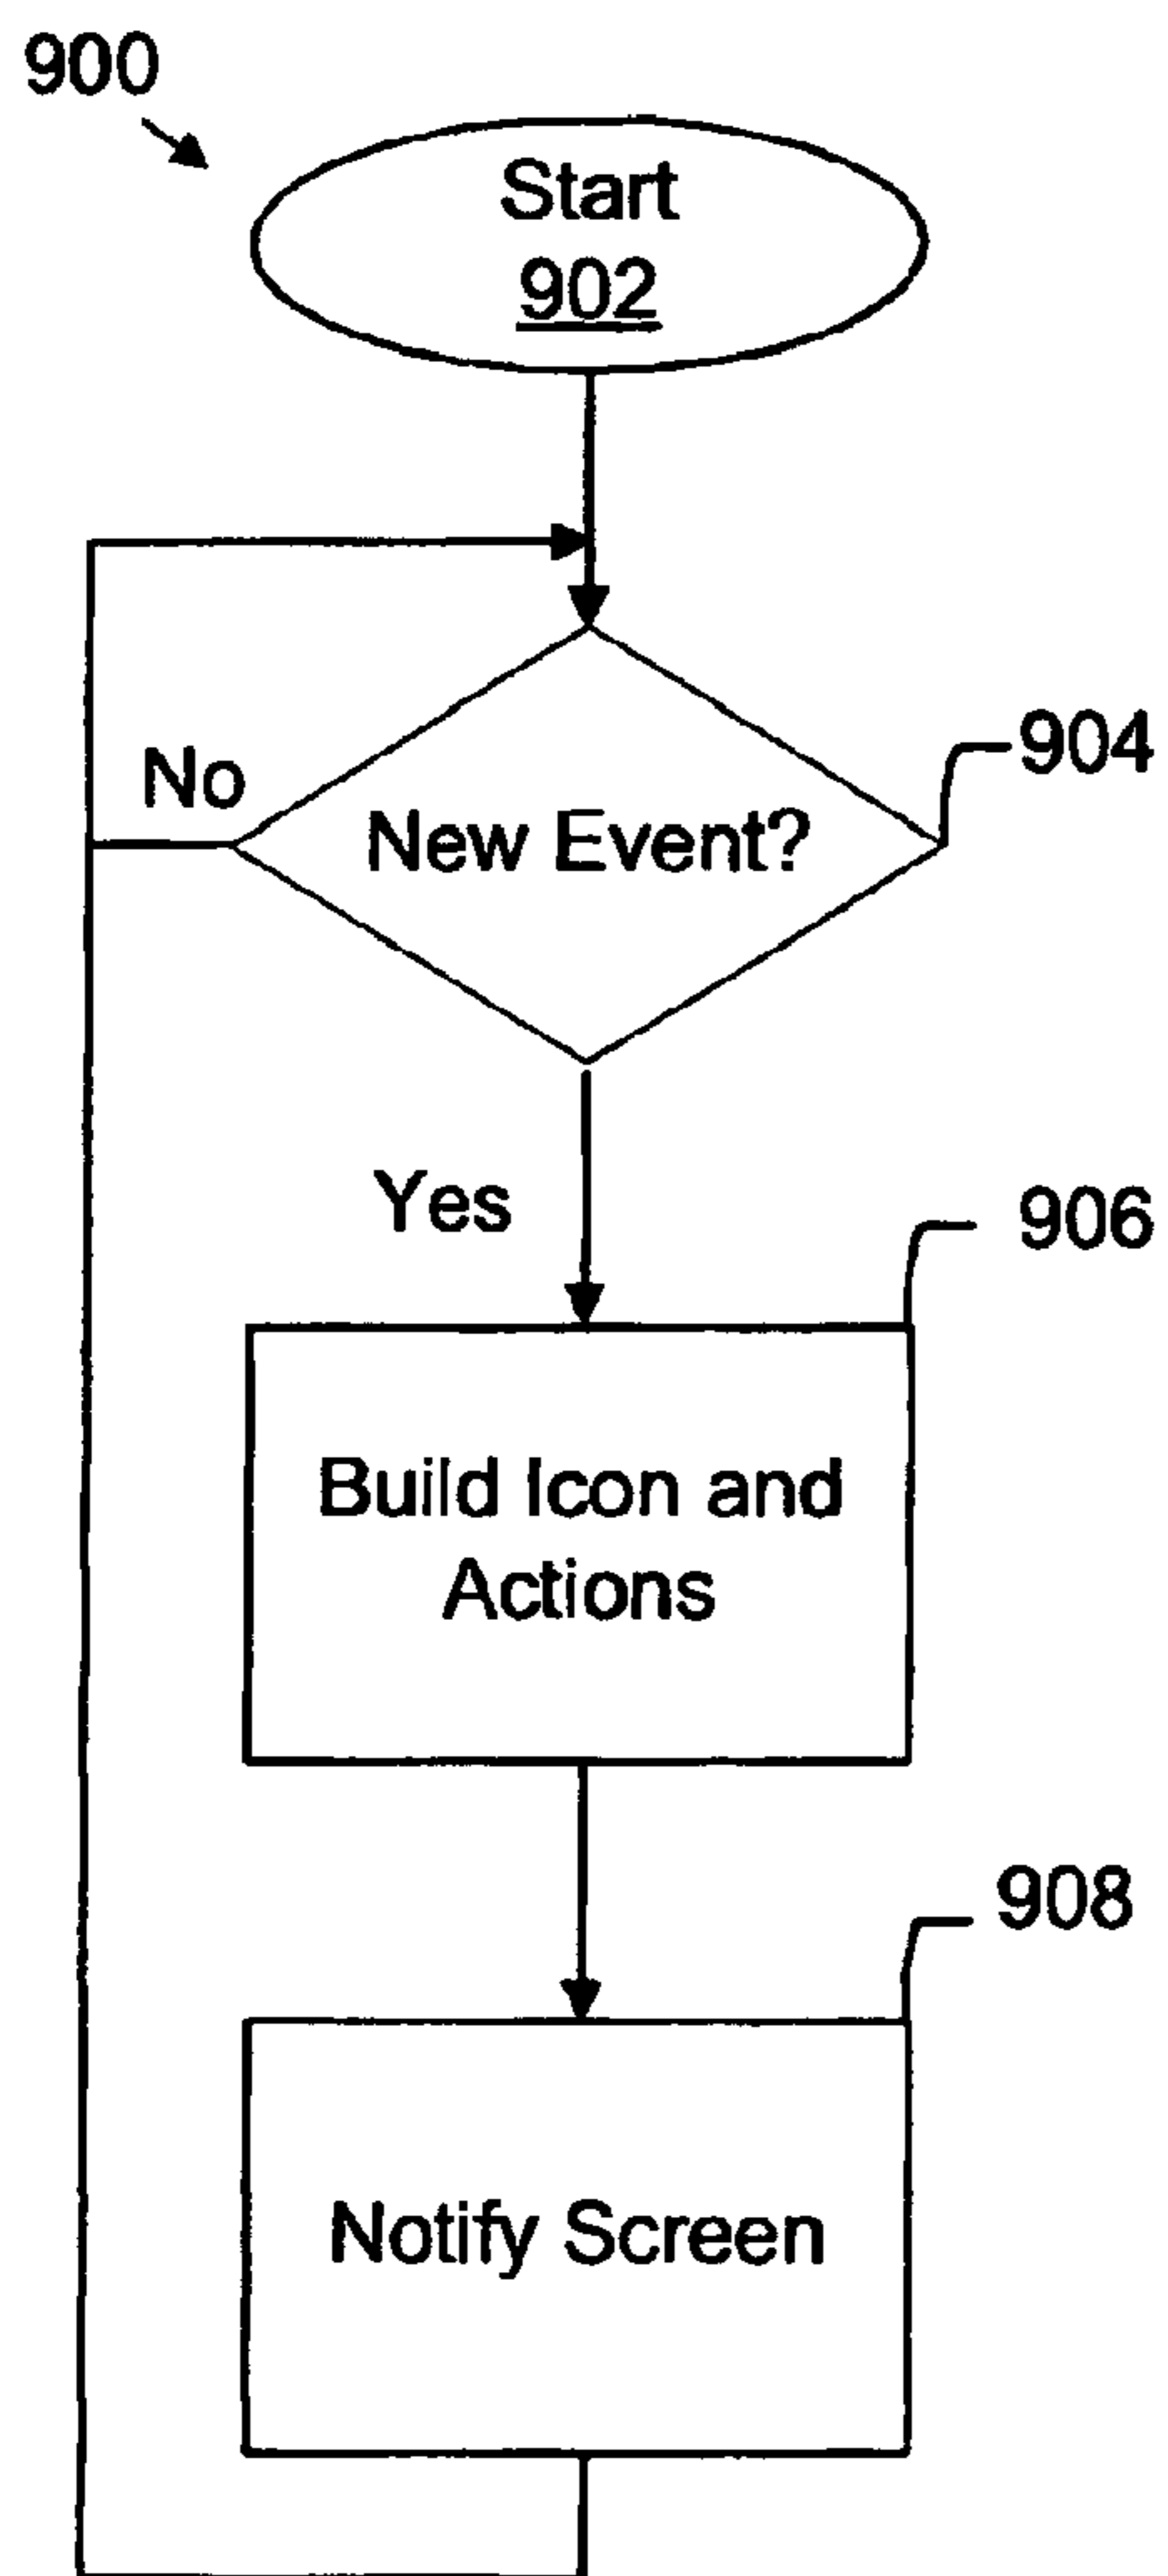 900
Start
902
No
904
New Event?
Yes
906
Build Icon and
Actions
908
Notify Screen